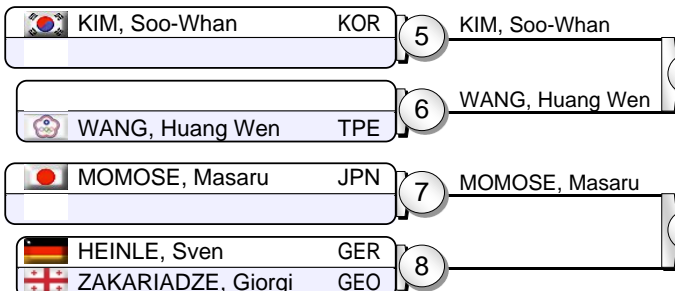 KIM, Soo-Whan KOR 5 KIM, Soo-Whan
6 WANG, Huang Wen
WANG, Huang Wen TPE
MOMOSE, Masaru JPN 7 MOMOSE, Masaru
HEINLE, Sven GER 8
ZAKARIADZE, Giorgi GEO